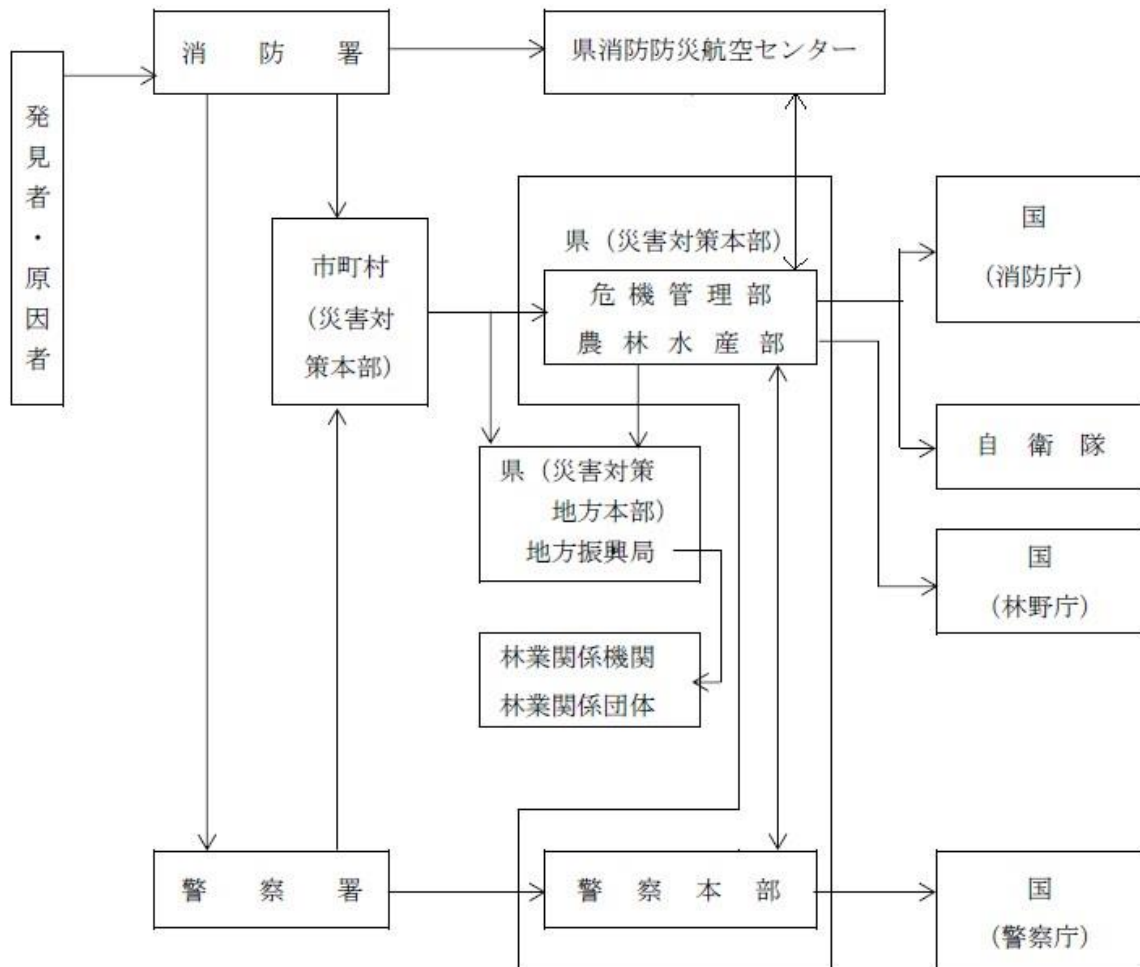 消防署
県消防防災航空センター
発見者・原因者
国
(消防庁)
県(災害対策本部)
市町村
(災害対
策本部)
危機管理部
農林水産部
自衛隊
県(災害対策
地方本部)
地方振興局
国
(林野庁)
林業関係機関
林業関係団体
警察署
警察本部
国
(警察庁)